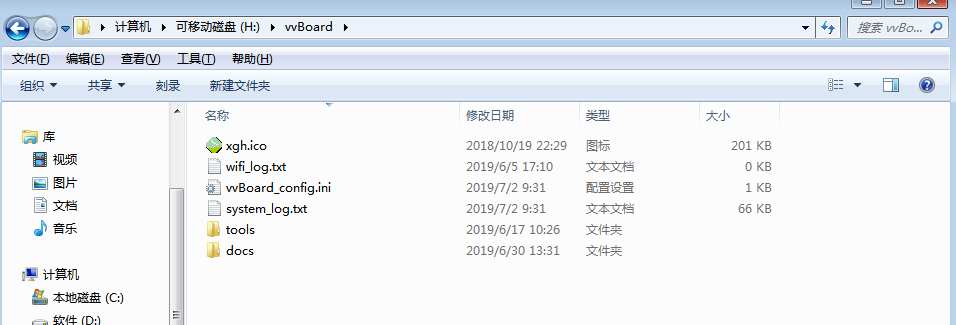 计算机 ▸ 可移动磁盘 (H:) ▸ vvBoard ▸ 搜索 vvBo...
文件(F) 编辑(E) 查看(V) 工具(T) 帮助(H)
组织 共享 刻录 新建文件夹
名称 修改日期 类型 大小
库
视频
图片
文档
音乐
计算机
本地磁盘 (C:)
软件 (D:)
xgh.ico 2018/10/19 22:29 图标 201 KB
wifi_log.txt 2019/6/5 17:10 文本文档 0 KB
vvBoard_config.ini 2019/7/2 9:31 配置设置 1 KB
system_log.txt 2019/7/2 9:31 文本文档 66 KB
tools 2019/6/17 10:26 文件夹
docs 2019/6/30 13:31 文件夹